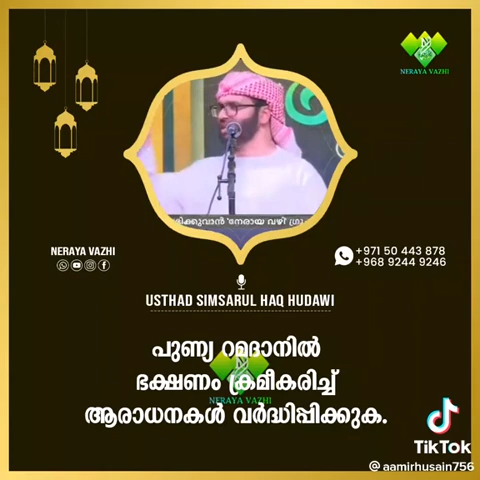 NERAYA VAZHI
രിക്കുവാൻ 'നേരായ വഴി' ഗ്രൂ
NERAYA VAZHI
+971 50 443 878
+968 9244 9246
USTHAD SIMSARUL HAQ HUDAWI
പുണ്യ റമദാനിൽ
ഭക്ഷണം ക്രമീകരിച്ച്
NERAYA VAZHI
ആരാധനകൾ വർദ്ധിപ്പിക്കുക.
TikTok
@aamirhusain756